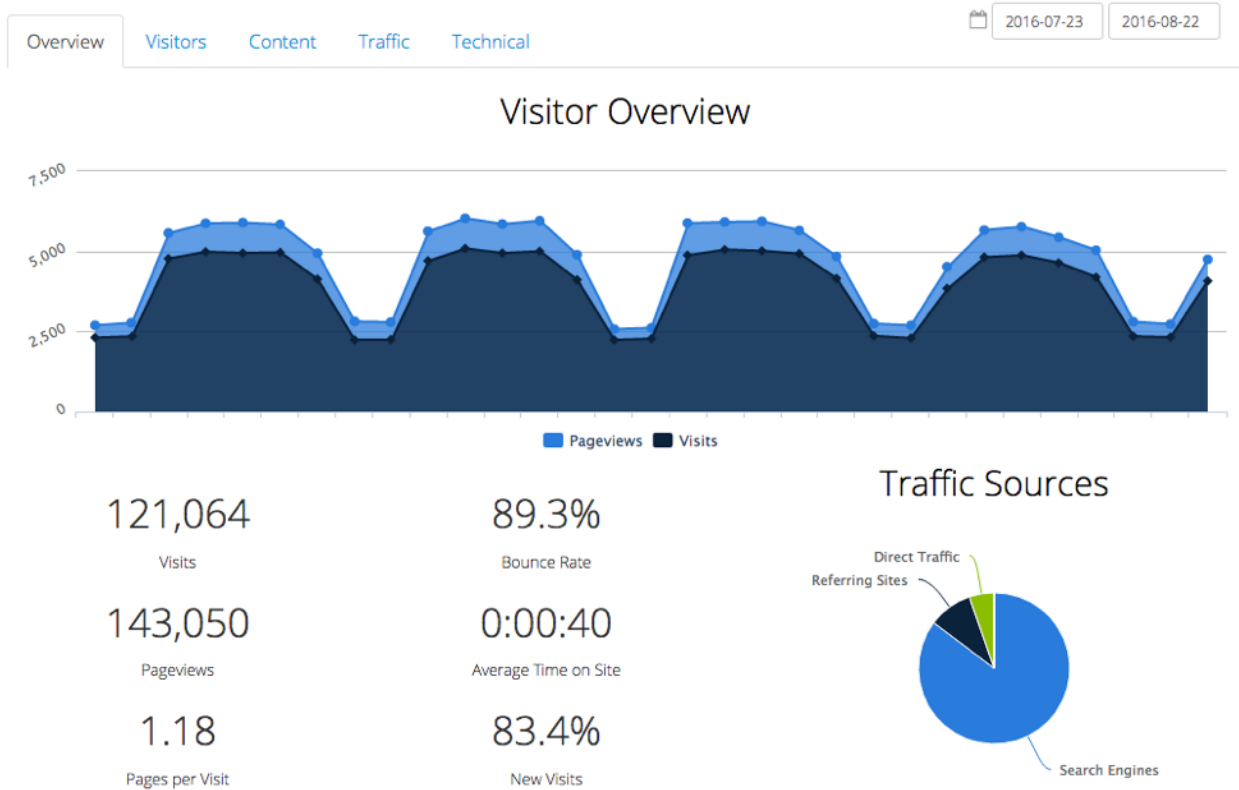 Overview Visitors Content Traffic Technical 2016-07-23 2016-08-22
Visitor Overview
7,500
5,000
2,500
0
Pageviews Visits
Traffic Sources
121,064
Visits
89.3%
Bounce Rate
143,050
Pageviews
0:00:40
Average Time on Site
1.18
Pages per Visit
83.4%
New Visits
Direct Traffic
Referring Sites
Search Engines